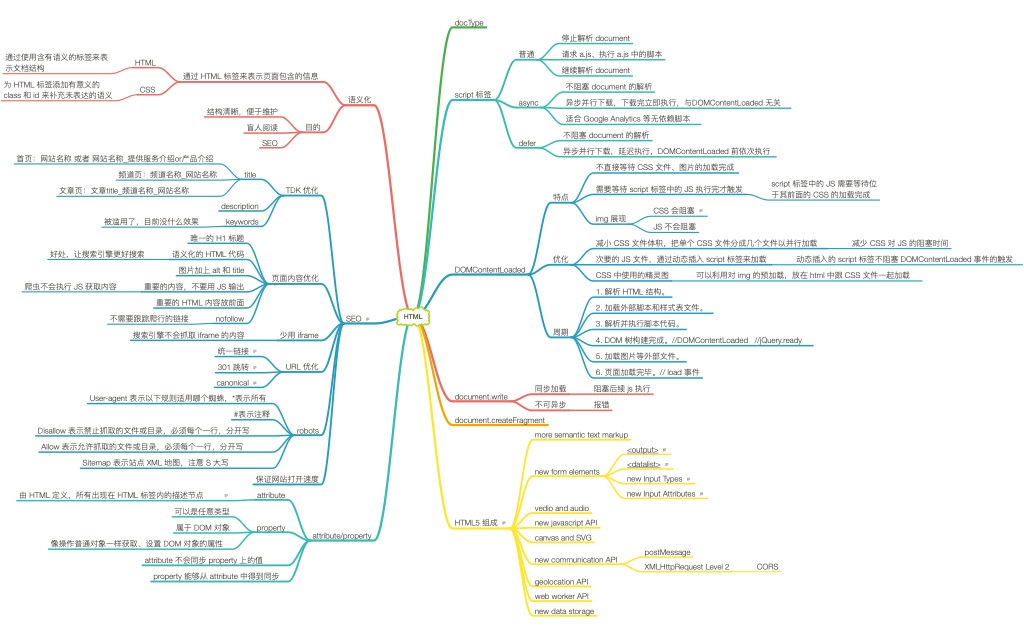 HTML
docType
script 标签
普通
停止解析 document
请求 a.js、执行 a.js 中的脚本
继续解析 document
async
不阻塞 document 的解析
异步并行下载，下载完立即执行，与DOMContentLoaded 无关
适合 Google Analytics 等无依赖脚本
defer
不阻塞 document 的解析
异步并行下载，延迟执行，DOMContentLoaded 前依次执行
DOMContentLoaded
特点
不直接等待 CSS 文件、图片的加载完成
需要等待 script 标签中的 JS 执行完才触发
script 标签中的 JS 需要等待位
于其前面的 CSS 的加载完成
img 展现
CSS 会阻塞
JS 不会阻塞
优化
减小 CSS 文件体积，把单个 CSS 文件分成几个文件以并行加载
减少 CSS 对 JS 的阻塞时间
次要的 JS 文件，通过动态插入 script 标签来加载
动态插入的 script 标签不阻塞 DOMContentLoaded 事件的触发
CSS 中使用的精灵图
可以利用对 img 的预加载，放在 html 中跟 CSS 文件一起加载
周期
1. 解析 HTML 结构。
2. 加载外部脚本和样式表文件。
3. 解析并执行脚本代码。
4. DOM 树构建完成。//DOMContentLoaded //jQuery.ready
5. 加载图片等外部文件。
6. 页面加载完毕。// load 事件
document.write
同步加载
阻塞后续 js 执行
不可异步
报错
document.createFragment
HTML5 组成
more semantic text markup
new form elements
<output>
<datalist>
new Input Types
new Input Attributes
vedio and audio
new javascript API
canvas and SVG
new communication API
postMessage
XMLHttpRequest Level 2
CORS
geolocation API
web worker API
new data storage
语义化
通过 HTML 标签来表示页面包含的信息
HTML
通过使用含有语义的标签来表
示文档结构
CSS
为 HTML 标签添加有意义的
class 和 id 来补充未表达的语义
目的
结构清晰，便于维护
盲人阅读
SEO
SEO
TDK 优化
title
首页：网站名称 或者 网站名称_提供服务介绍or产品介绍
频道页：频道名称_网站名称
文章页：文章title_频道名称_网站名称
description
keywords
被滥用了，目前没什么效果
页面内容优化
唯一的 H1 标题
语义化的 HTML 代码
好处，让搜索引擎更好搜索
图片加上 alt 和 title
重要的内容，不要用 JS 输出
爬虫不会执行 JS 获取内容
重要的 HTML 内容放前面
nofollow
不需要跟踪爬行的链接
少用 iframe
搜索引擎不会抓取 iframe 的内容
URL 优化
统一链接
301 跳转
canonical
robots
User-agent 表示以下规则适用哪个蜘蛛，*表示所有
#表示注释
Disallow 表示禁止抓取的文件或目录，必须每个一行，分开写
Allow 表示允许抓取的文件或目录，必须每个一行，分开写
Sitemap 表示站点 XML 地图，注意 S 大写
保证网站打开速度
attribute/property
attribute
由 HTML 定义，所有出现在 HTML 标签内的描述节点
property
可以是任意类型
属于 DOM 对象
像操作普通对象一样获取、设置 DOM 对象的属性
attribute 不会同步 property 上的值
property 能够从 attribute 中得到同步